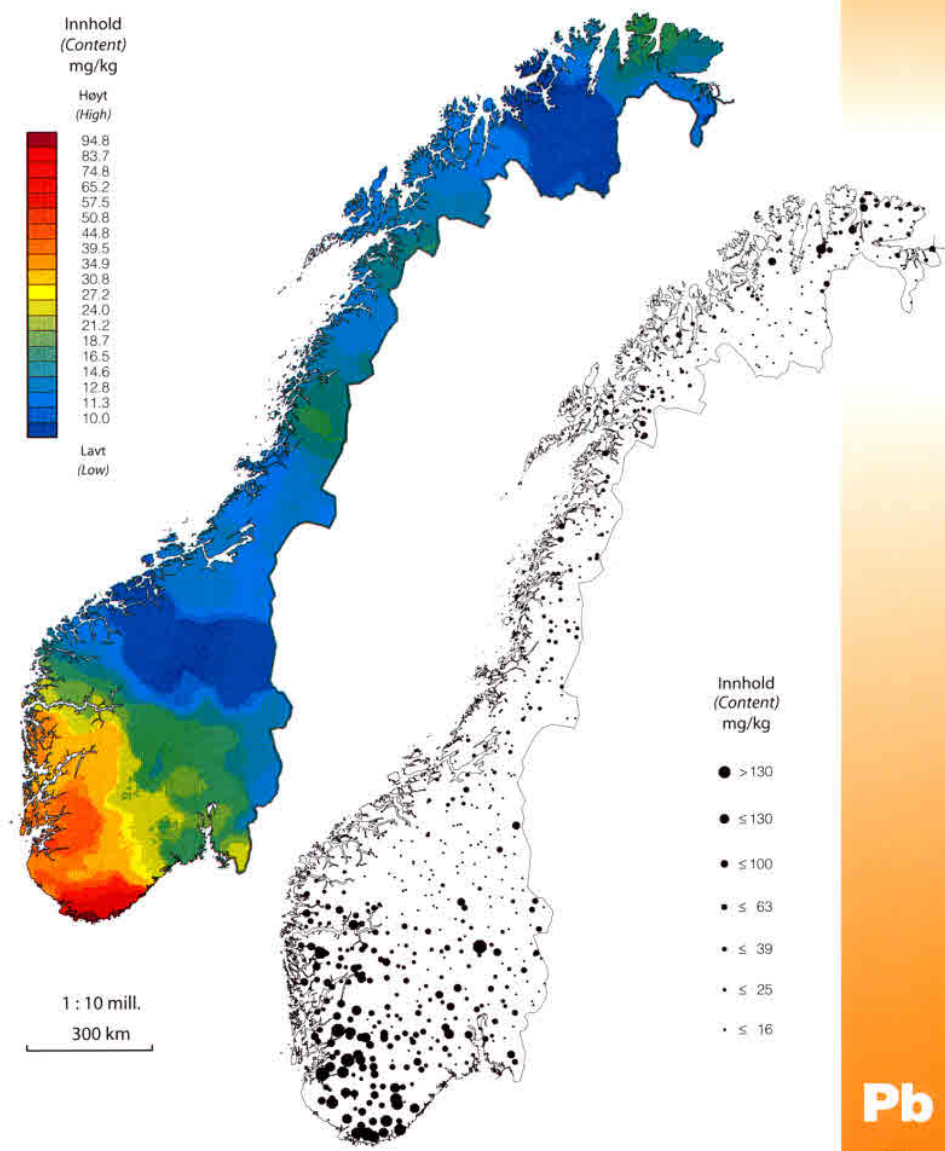 Innhold
(Content)
mg/kg
Høyt
(High)
94.8
83.7
74.8
65.2
57.5
50.8
44.8
39.5
34.9
30.8
27.2
24.0
21.2
18.7
16.5
14.6
12.8
11.3
10.0
Lavt
(Low)
1 : 10 mill.
300 km
Innhold
(Content)
mg/kg
>130
≤130
≤100
≤ 63
≤ 39
≤ 25
≤ 16
Pb